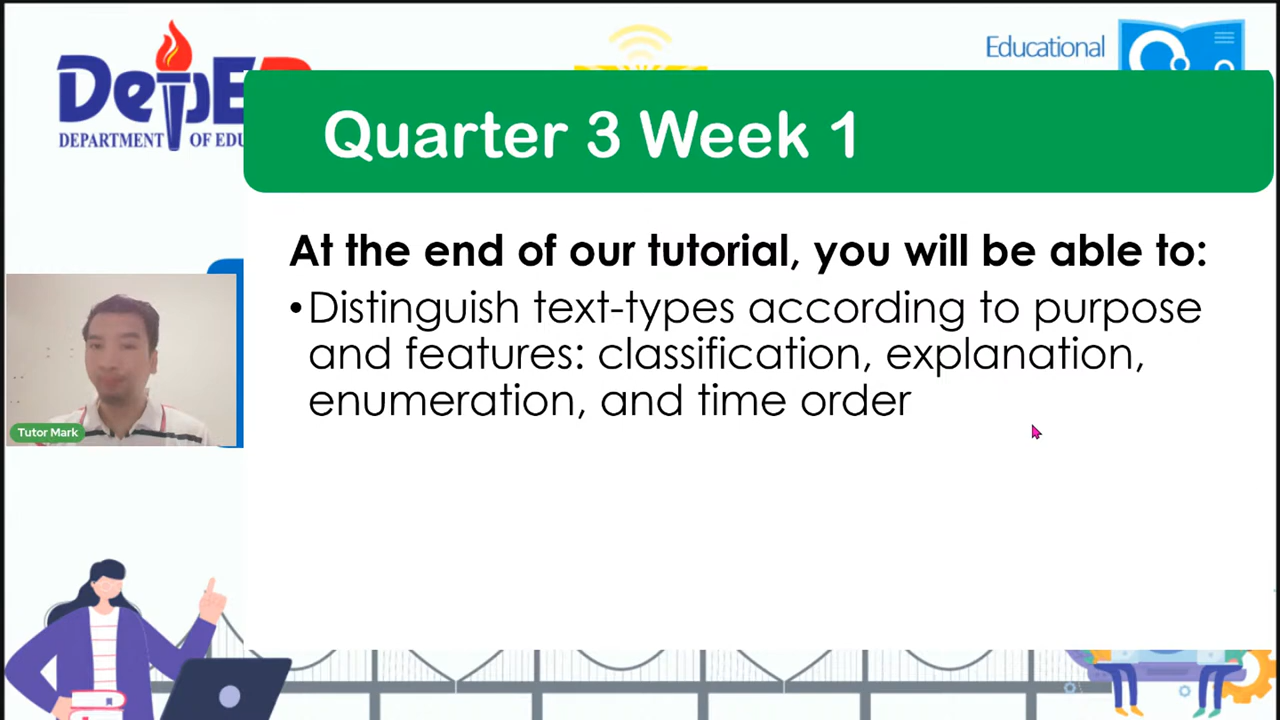 DepED
DEPARTMENT OF EDU
Educational
Quarter 3 Week 1
At the end of our tutorial, you will be able to:
•Distinguish text-types according to purpose
and features: classification, explanation,
enumeration, and time order
Tutor Mark